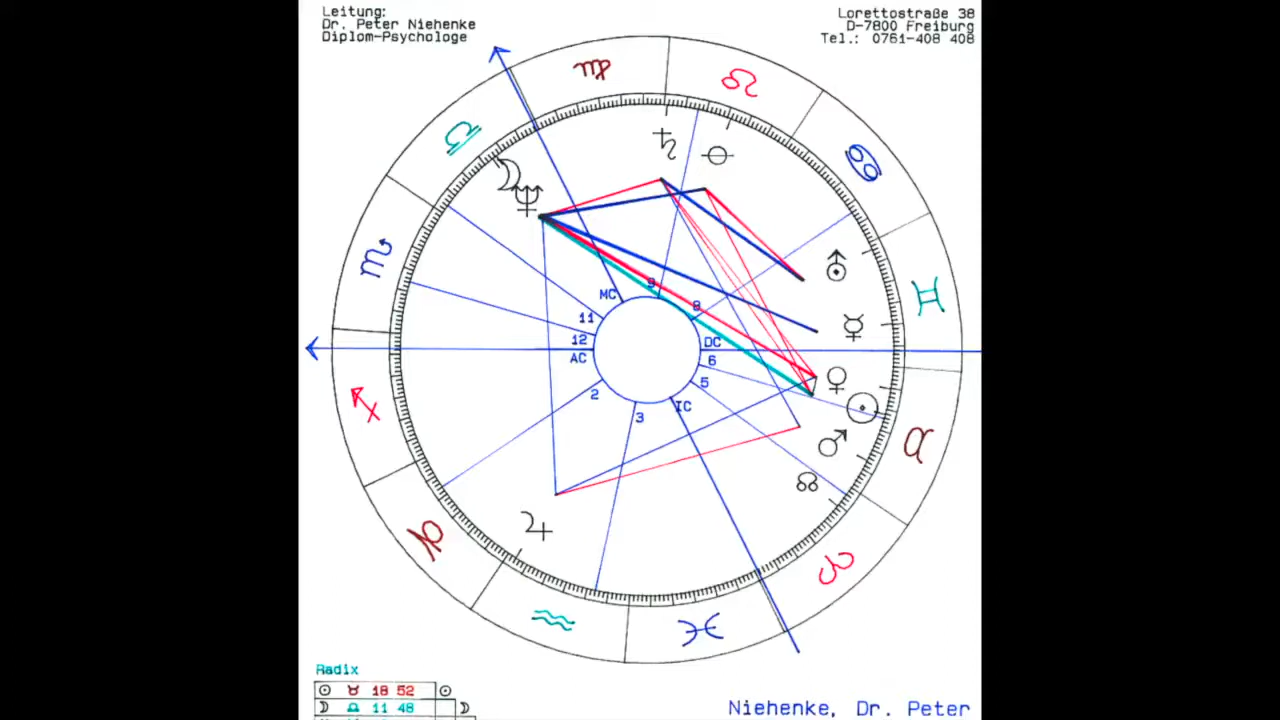 Leitung:
Dr. Peter Niehenke
Diplom-Psychologe
Lorettostraße 38
D-7800 Freiburg
Tel.: 0761-408 408
MC
9
8
11
12
AC
DC
6
5
2
3
IC
Radix
☉ ♉ 18 52 ☉
☽ ♎ 11 48 ☽
Niehenke, Dr. Peter